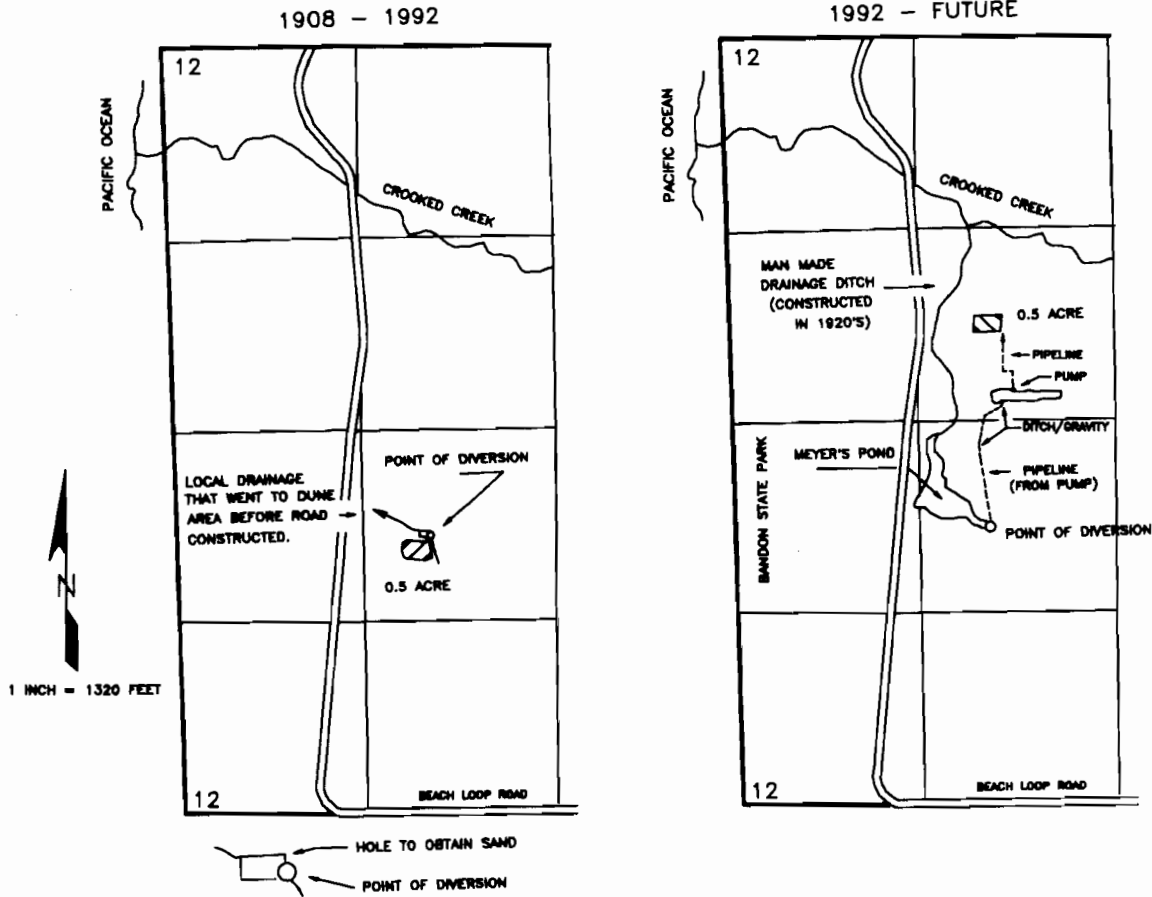 1908 - 1992
12
PACIFIC OCEAN
CROOKED CREEK
LOCAL DRAINAGE
THAT WENT TO DUNE
AREA BEFORE ROAD
CONSTRUCTED.
POINT OF DIVERSION
0.5 ACRE
N
1 INCH = 1320 FEET
12
BEACH LOOP ROAD
HOLE TO OBTAIN SAND
POINT OF DIVERSION
1992 - FUTURE
12
PACIFIC OCEAN
CROOKED CREEK
MAN MADE
DRAINAGE DITCH
(CONSTRUCTED
IN 1920'S)
0.5 ACRE
PIPELINE
PUMP
DITCH/GRAVITY
MEYER'S POND
PIPELINE
(FROM PUMP)
BANDON STATE PARK
POINT OF DIVERSION
12
BEACH LOOP ROAD